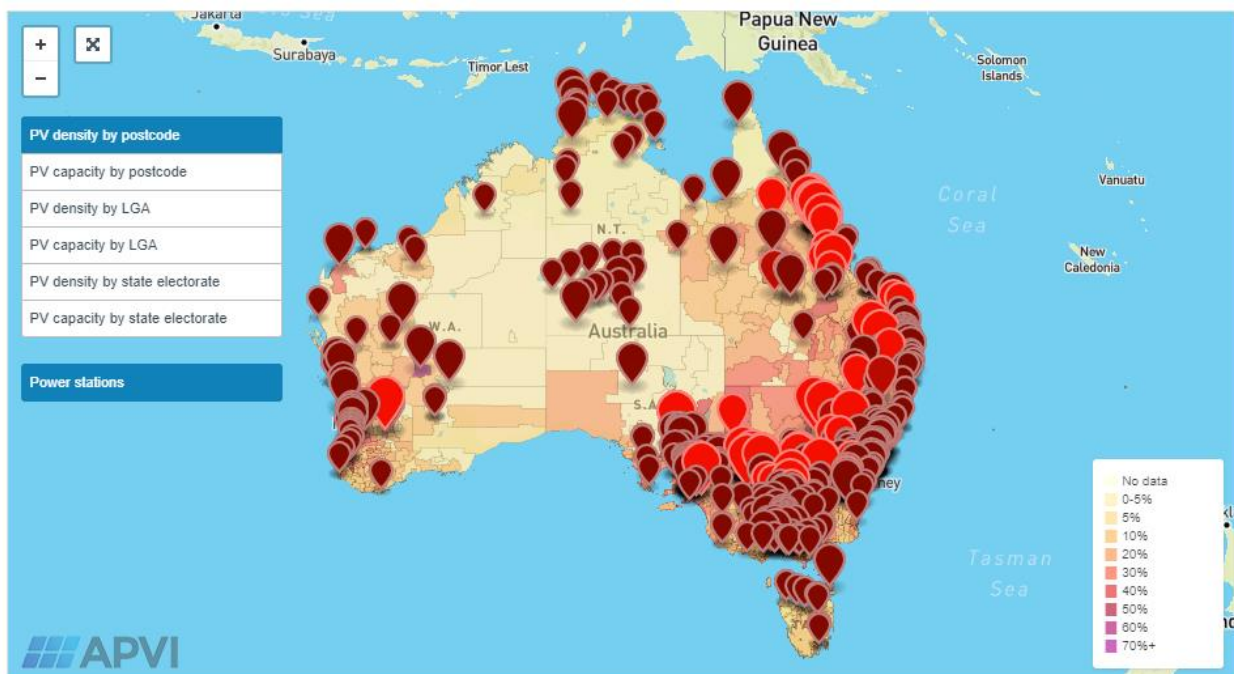 Jakarta
Surabaya
Timor Lest
Papua New
Guinea
Solomon
Islands
+
−
PV density by postcode
PV capacity by postcode
PV density by LGA
PV capacity by LGA
PV density by state electorate
PV capacity by state electorate
Power stations
Coral
Sea
Vanuatu
New
Caledonia
N.T.
W.A.
Australia
S.A.
ney
Tasman
Sea
TA
No data
0-5%
5%
10%
20%
30%
40%
50%
60%
70%+
APVI